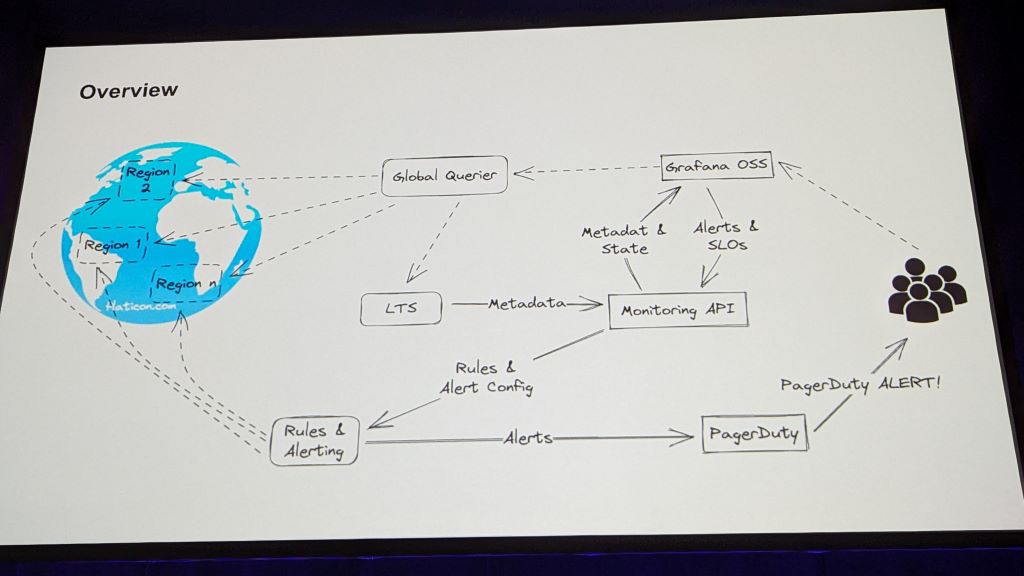 Overview
Region
2
Region 1
Region n
flaticon.com
Global Querier
Grafana OSS
Metadat &
State
Alerts &
SLOs
LTS
Metadata
Monitoring API
Rules &
Alert Config
PagerDuty ALERT!
Rules &
Alerting
Alerts
PagerDuty